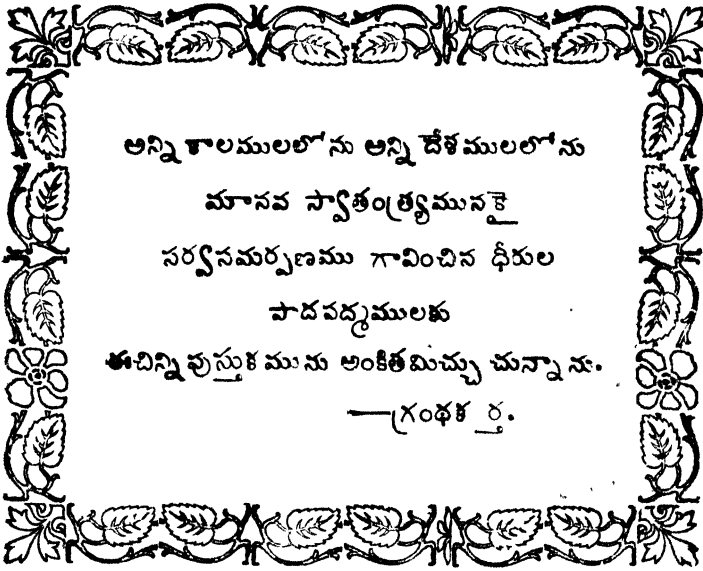 అన్ని కాలములలోను అన్ని దేశములలోను
మానవ స్వాతంత్ర్యమునకై
సర్వసమర్పణము గావించిన ధీరుల
పాదపద్మములకు
ఈచిన్ని పుస్తకమును అంకితమిచ్చు చున్నాను.
—గ్రంథకర్త.